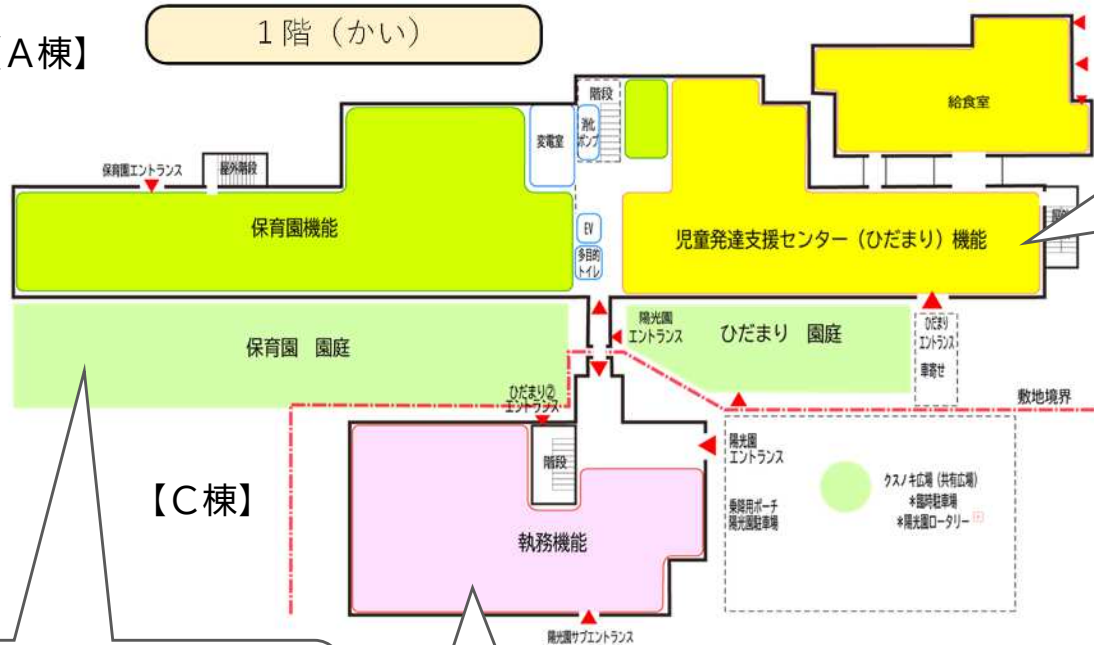 1階（かい）
【A棟】
階段
給食室
変電室
消化
ポンプ
保育園エントランス
屋外階段
保育園機能
EV
多目的
トイレ
児童発達支援センター（ひだまり）機能
陽光園
エントランス
ひだまり 園庭
ひだまり
エントランス
車寄せ
保育園 園庭
敷地境界
ひだまり②
エントランス
階段
陽光園
エントランス
【C棟】
クスノキ広場（共有広場）
＊臨時駐車場
＊陽光園ロータリー
乗降用ポーチ
陽光園駐車場
執務機能
陽光園サブエントランス